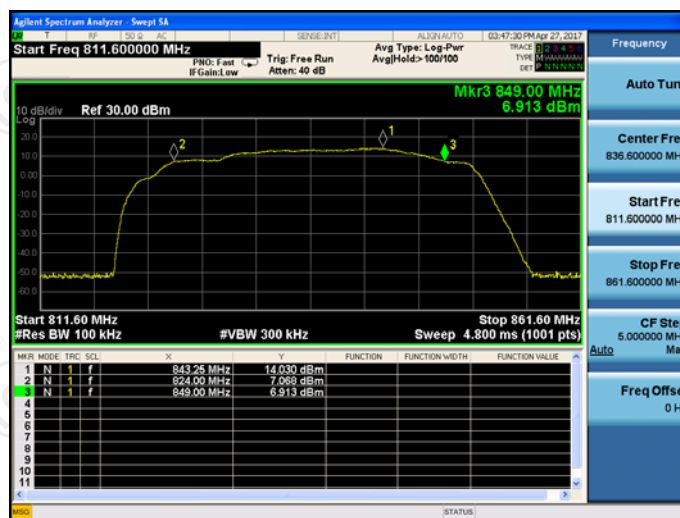 Agilent Spectrum Analyzer - Swept SA
LXI T RF 50 Ω AC SENSE:INT ALIGN AUTO 03:47:30 PM Apr 27, 2017
Start Freq 811.600000 MHz
PNO: Fast
IFGain:Low
Trig: Free Run
Atten: 40 dB
Avg Type: Log-Pwr
Avg|Hold:> 100/100
TRACE 1 2 3 4 5 6
TYPE M
DET P N N N N N
Mkr3 849.00 MHz
6.913 dBm
10 dB/div Ref 30.00 dBm
Log
20.0
10.0
0.00
-10.0
-20.0
-30.0
-40.0
-50.0
-60.0
1
2
3
Start 811.60 MHz Stop 861.60 MHz
#Res BW 100 kHz #VBW 300 kHz Sweep 4.800 ms (1001 pts)
MKR MODE TRC SCL X Y FUNCTION FUNCTION WIDTH FUNCTION VALUE
1 N 1 f 843.25 MHz 14.030 dBm
2 N 1 f 824.00 MHz 7.068 dBm
3 N 1 f 849.00 MHz 6.913 dBm
4
5
6
7
8
9
10
11
MSG STATUS
Frequency
Auto Tun
Center Fre
836.600000 MH
Start Fre
811.600000 MH
Stop Fre
861.600000 MH
CF Ste
5.000000 MH
Auto Ma
Freq Offse
0 H